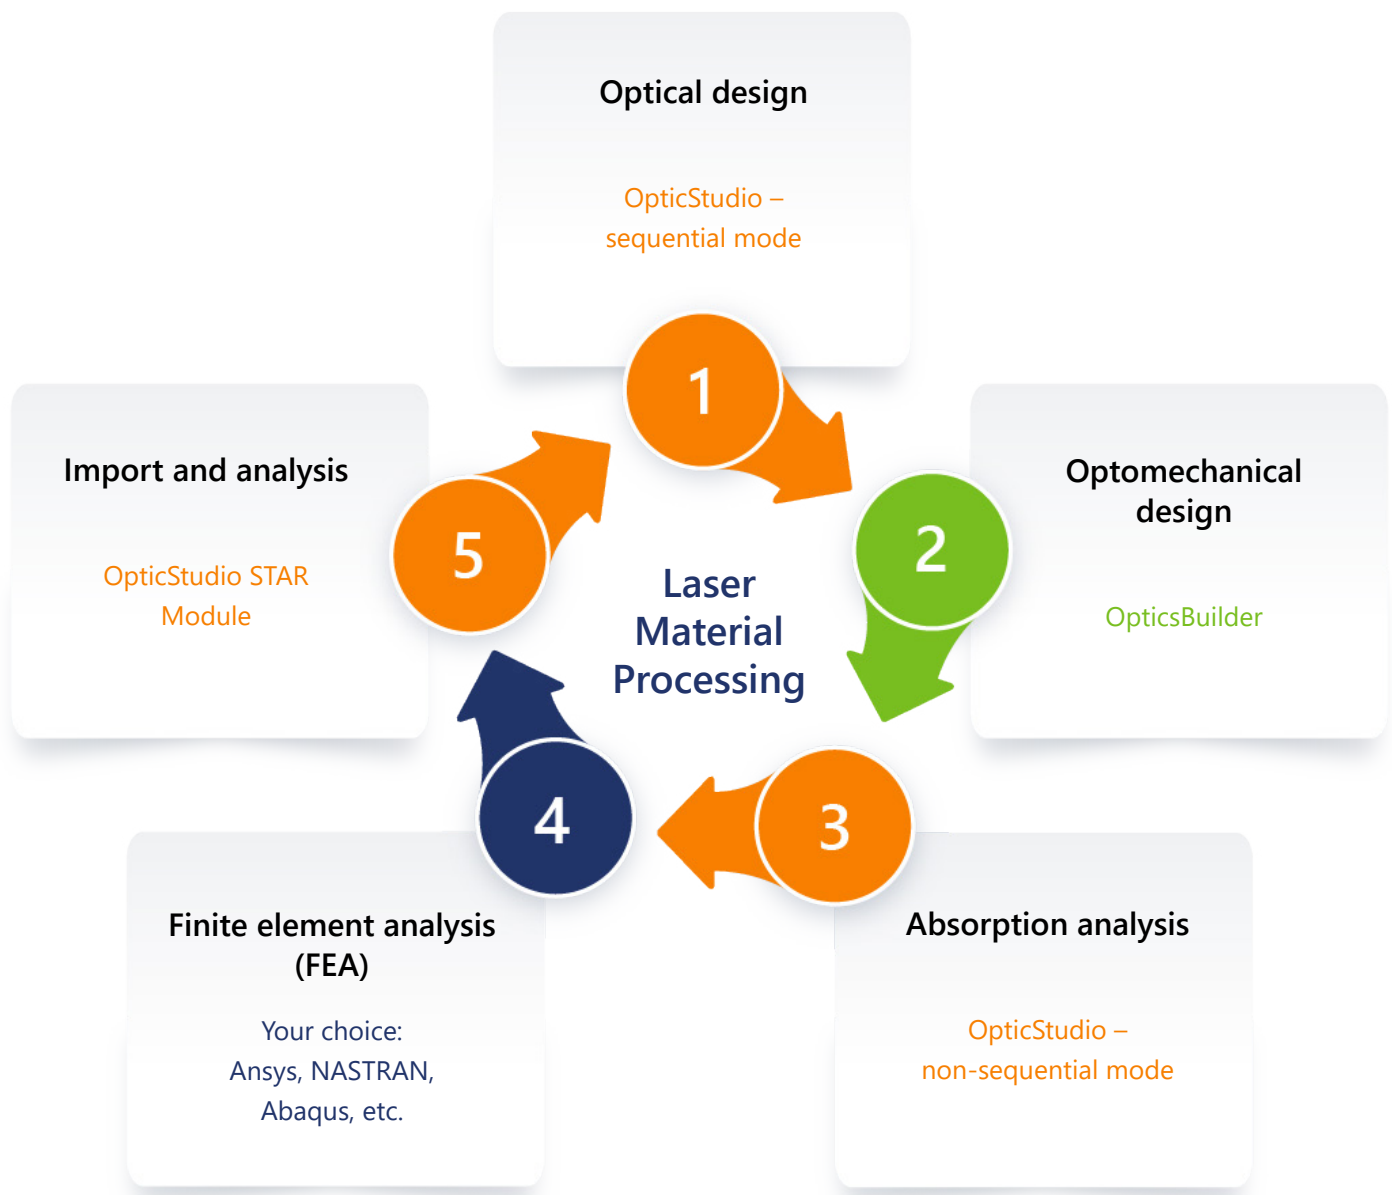 Optical design
OpticStudio –
sequential mode
1
2
Optomechanical
design
OpticsBuilder
3
Absorption analysis
OpticStudio –
non-sequential mode
4
Finite element analysis
(FEA)
Your choice:
Ansys, NASTRAN,
Abaqus, etc.
5
Import and analysis
OpticStudio STAR
Module
Laser
Material
Processing